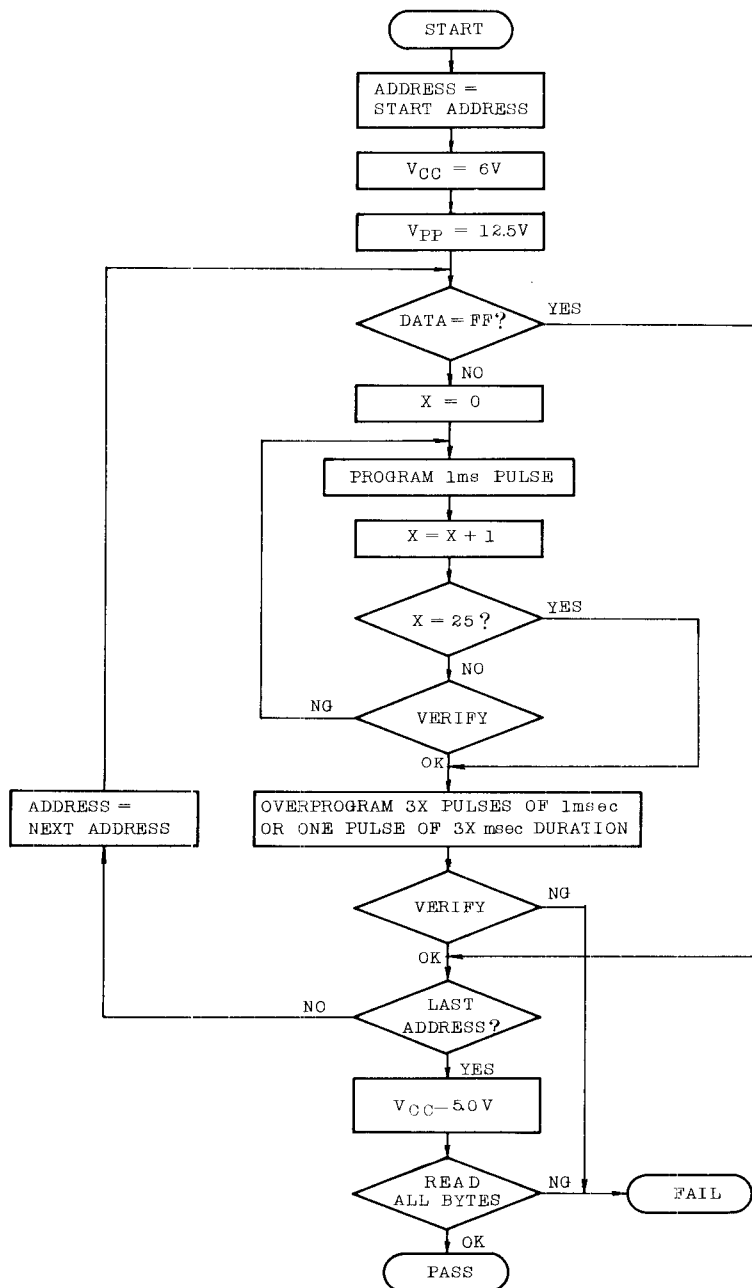 START
ADDRESS =
START ADDRESS
VCC = 6V
VPP = 12.5V
DATA = FF?
YES
NO
X = 0
PROGRAM 1ms PULSE
X = X + 1
X = 25?
YES
NO
NG
VERIFY
OK
ADDRESS =
NEXT ADDRESS
OVERPROGRAM 3X PULSES OF 1msec
OR ONE PULSE OF 3X msec DURATION
VERIFY
NG
OK
NO
LAST
ADDRESS?
YES
VCC=5.0V
READ
ALL BYTES
NG
FAIL
OK
PASS